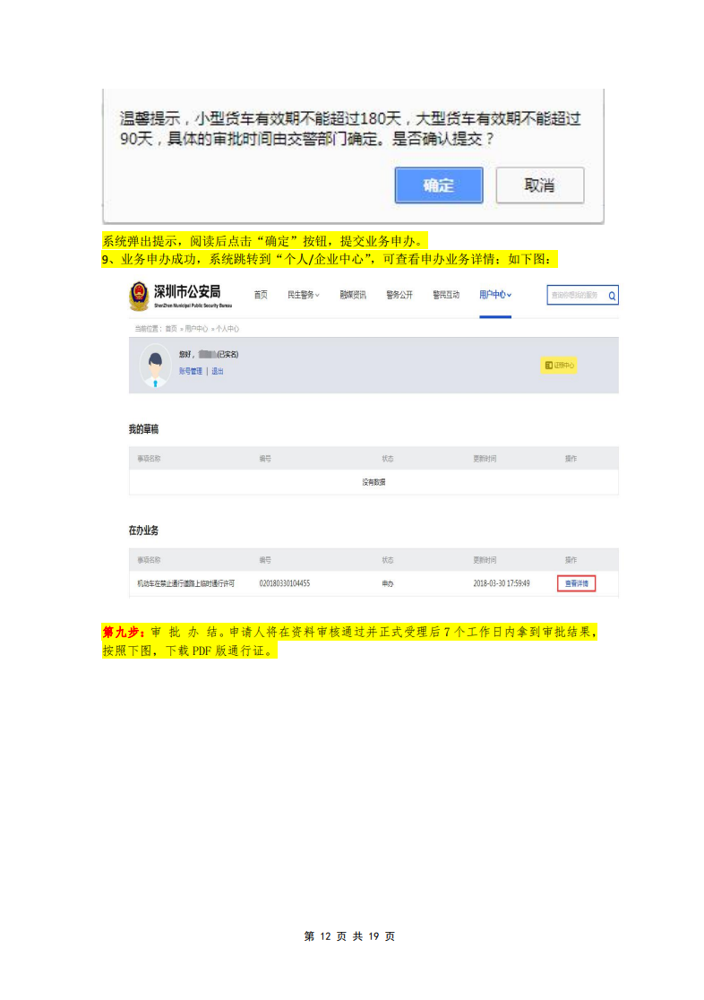 温馨提示，小型货车有效期不能超过180天，大型货车有效期不能超过
90天，具体的审批时间由交警部门确定。是否确认提交？
确定 取消
系统弹出提示，阅读后点击“确定”按钮，提交业务申办。
9、业务申办成功，系统跳转到“个人/企业中心”，可查看申办业务详情；如下图：
深圳市公安局
ShenZhen Municipal Public Security Bureau
首页 民生警务 融媒资讯 警务公开 警民互动 用户中心 查询你想找的服务
当前位置：首页 » 用户中心 » 个人中心
您好， (已实名)
账号管理 | 退出
证照中心
我的草稿
事项名称 编号 状态 更新时间 操作
没有数据
在办业务
事项名称 编号 状态 更新时间 操作
机动车在禁止通行道路上临时通行许可 020180330104455 申办 2018-03-30 17:59:49 查看详情
第九步：审 批 办 结。申请人将在资料审核通过并正式受理后 7 个工作日内拿到审批结果，
按照下图，下载 PDF 版通行证。
第 12 页 共 19 页